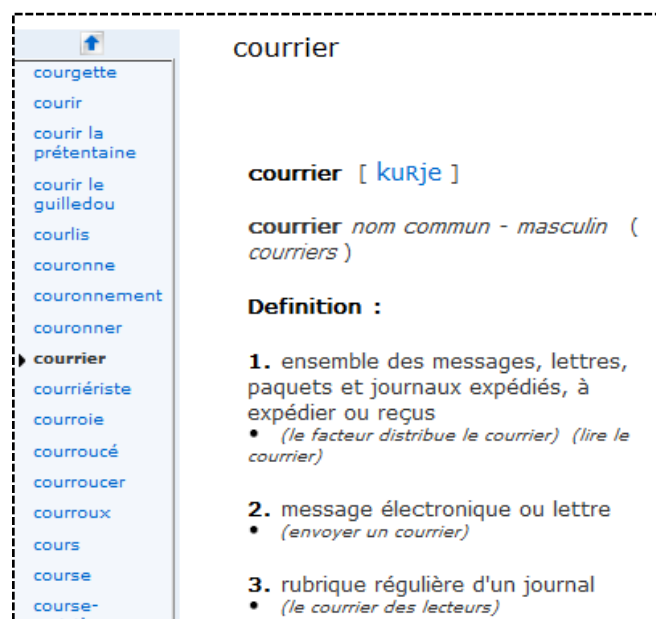 courgette
courir
courir la
prétentaine
courir le
guilledou
courlis
couronne
couronnement
couronner
courrier
courriériste
courroie
courroucé
courroucer
courroux
cours
course
course-
courrier
courrier [ kuRje ]
courrier nom commun - masculin (
courriers )
Definition :
1. ensemble des messages, lettres,
paquets et journaux expédiés, à
expédier ou reçus
• (le facteur distribue le courrier) (lire le
courrier)
2. message électronique ou lettre
• (envoyer un courrier)
3. rubrique régulière d'un journal
• (le courrier des lecteurs)